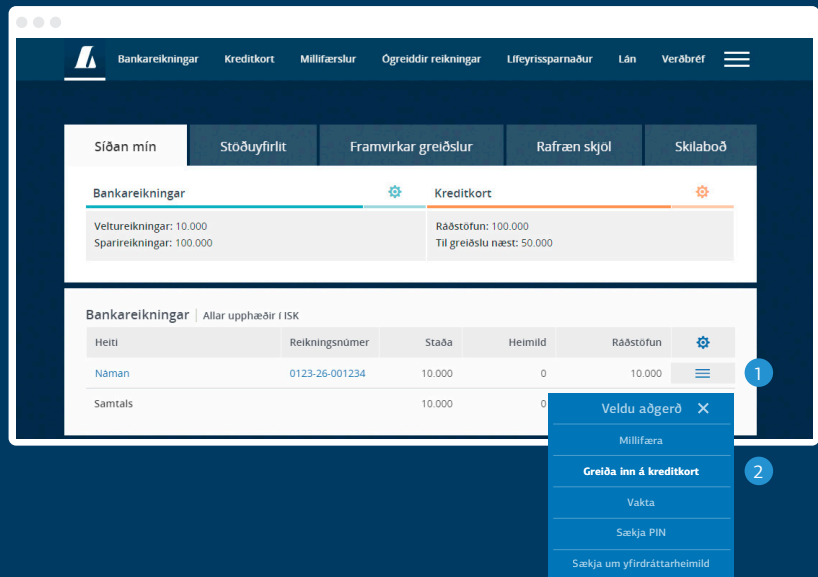 Bankareikningar Kreditkort Millifærslur Ógreiddir reikningar Lífeyrissparnaður Lán Verðbréf
Síðan mín Stöðuyfirlit Framvirkar greiðslur Rafræn skjöl Skilaboð
Bankareikningar Kreditkort
Veltureikningar: 10.000 Ráðstöfun: 100.000
Sparireikningar: 100.000 Til greiðslu næst: 50.000
Bankareikningar | Allar upphæðir í ISK
Heiti Reikningsnúmer Staða Heimild Ráðstöfun
Náman 0123-26-001234 10.000 0 10.000 1
Samtals 10.000 0
Veldu aðgerð ×
Millifæra
Greiða inn á kreditkort 2
Vakta
Sækja PIN
Sækja um yfirdráttarheimild